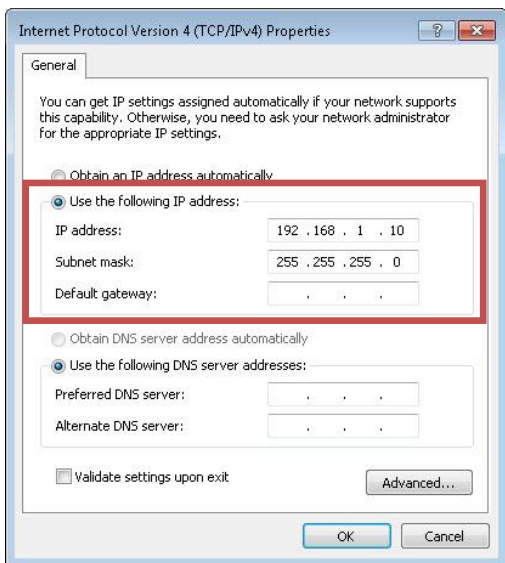 Internet Protocol Version 4 (TCP/IPv4) Properties
General
You can get IP settings assigned automatically if your network supports
this capability. Otherwise, you need to ask your network administrator
for the appropriate IP settings.
Obtain an IP address automatically
Use the following IP address:
IP address: 192 . 168 . 1 . 10
Subnet mask: 255 . 255 . 255 . 0
Default gateway: . . .
Obtain DNS server address automatically
Use the following DNS server addresses:
Preferred DNS server: . . .
Alternate DNS server: . . .
Validate settings upon exit
Advanced...
OK Cancel